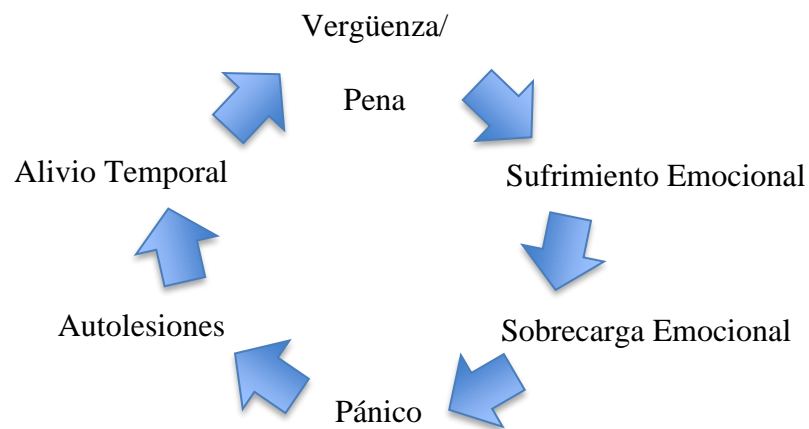 Vergüenza/
Pena
Sufrimiento Emocional
Sobrecarga Emocional
Pánico
Autolesiones
Alivio Temporal